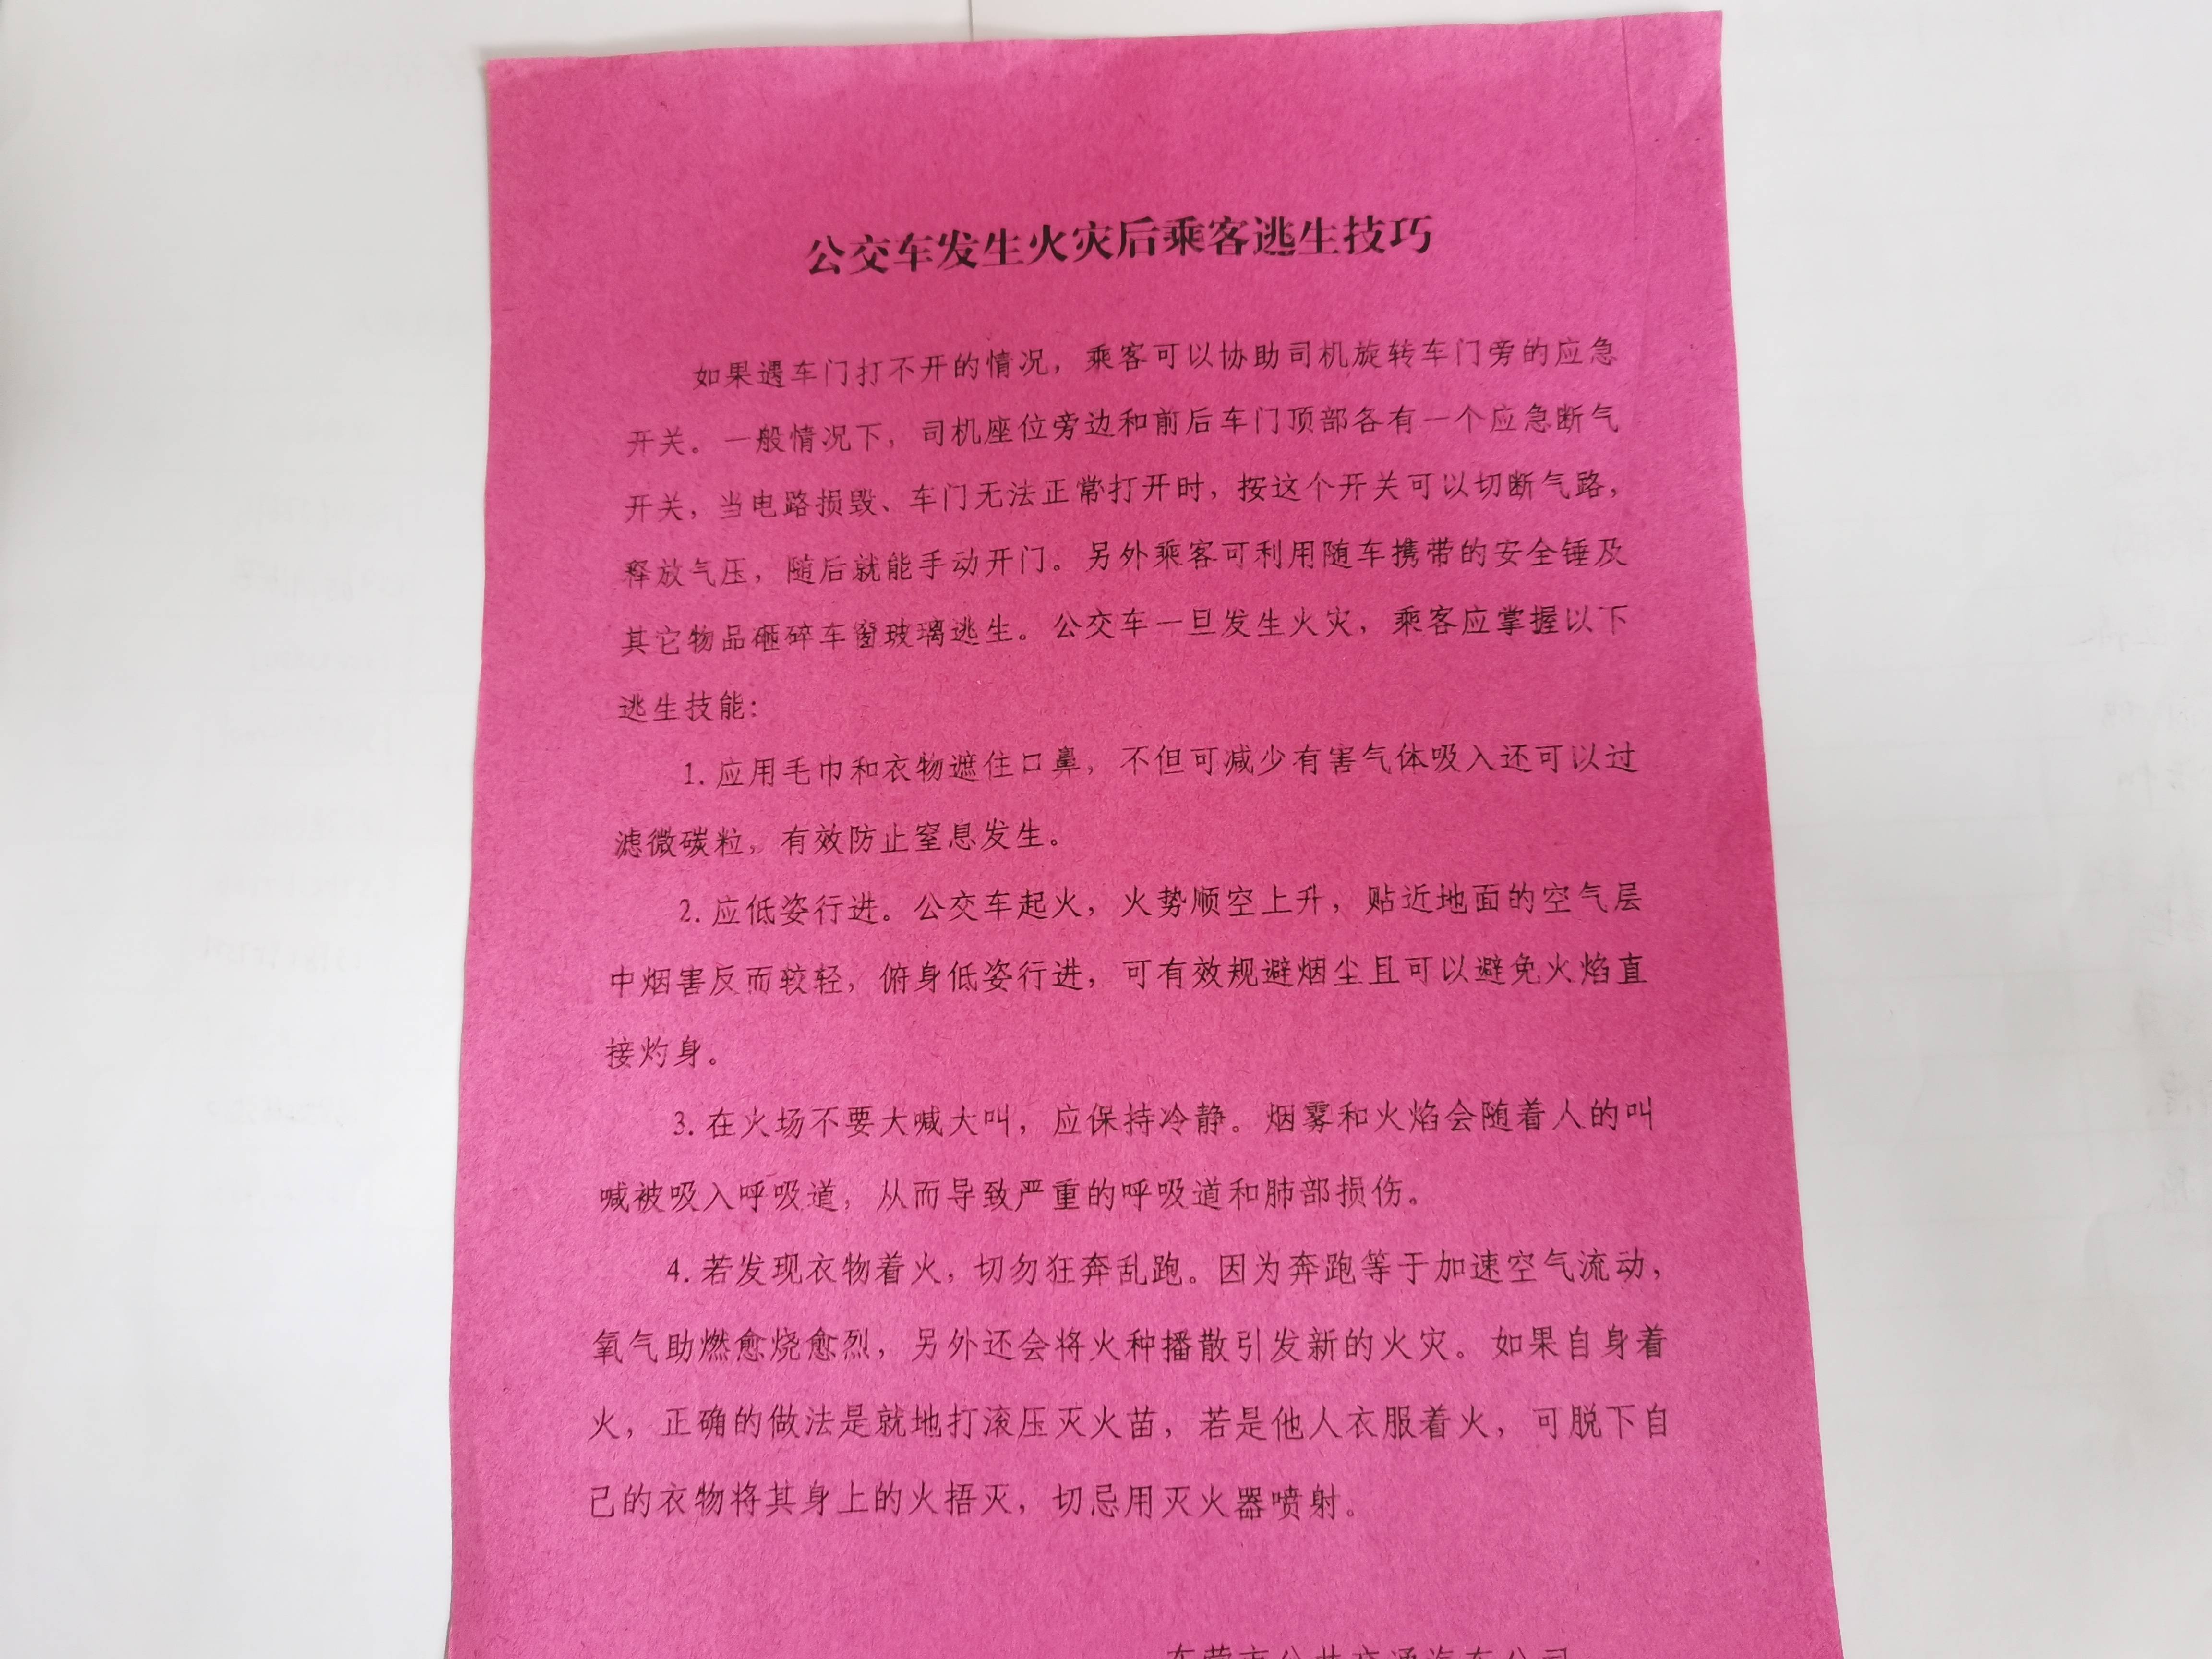 公交车发生火灾后乘客逃生技巧
如果遇车门打不开的情况，乘客可以协助司机旋转车门旁的应急
开关。一般情况下，司机座位旁边和前后车门顶部各有一个应急断气
开关，当电路损毁、车门无法正常打开时，按这个开关可以切断气路，
释放气压，随后就能手动开门。另外乘客可利用随车携带的安全锤及
其它物品砸碎车窗玻璃逃生。公交车一旦发生火灾，乘客应掌握以下
逃生技能：
1. 应用毛巾和衣物遮住口鼻，不但可减少有害气体吸入还可以过
滤微碳粒，有效防止窒息发生。
2. 应低姿行进。公交车起火，火势顺空上升，贴近地面的空气层
中烟害反而较轻，俯身低姿行进，可有效规避烟尘且可以避免火焰直
接灼身。
3. 在火场不要大喊大叫，应保持冷静。烟雾和火焰会随着人的叫
喊被吸入呼吸道，从而导致严重的呼吸道和肺部损伤。
4. 若发现衣物着火，切勿狂奔乱跑。因为奔跑等于加速空气流动，
氧气助燃愈烧愈烈，另外还会将火种播散引发新的火灾。如果自身着
火，正确的做法是就地打滚压灭火苗，若是他人衣服着火，可脱下自
己的衣物将其身上的火捂灭，切忌用灭火器喷射。
东营市公共交通汽车公司